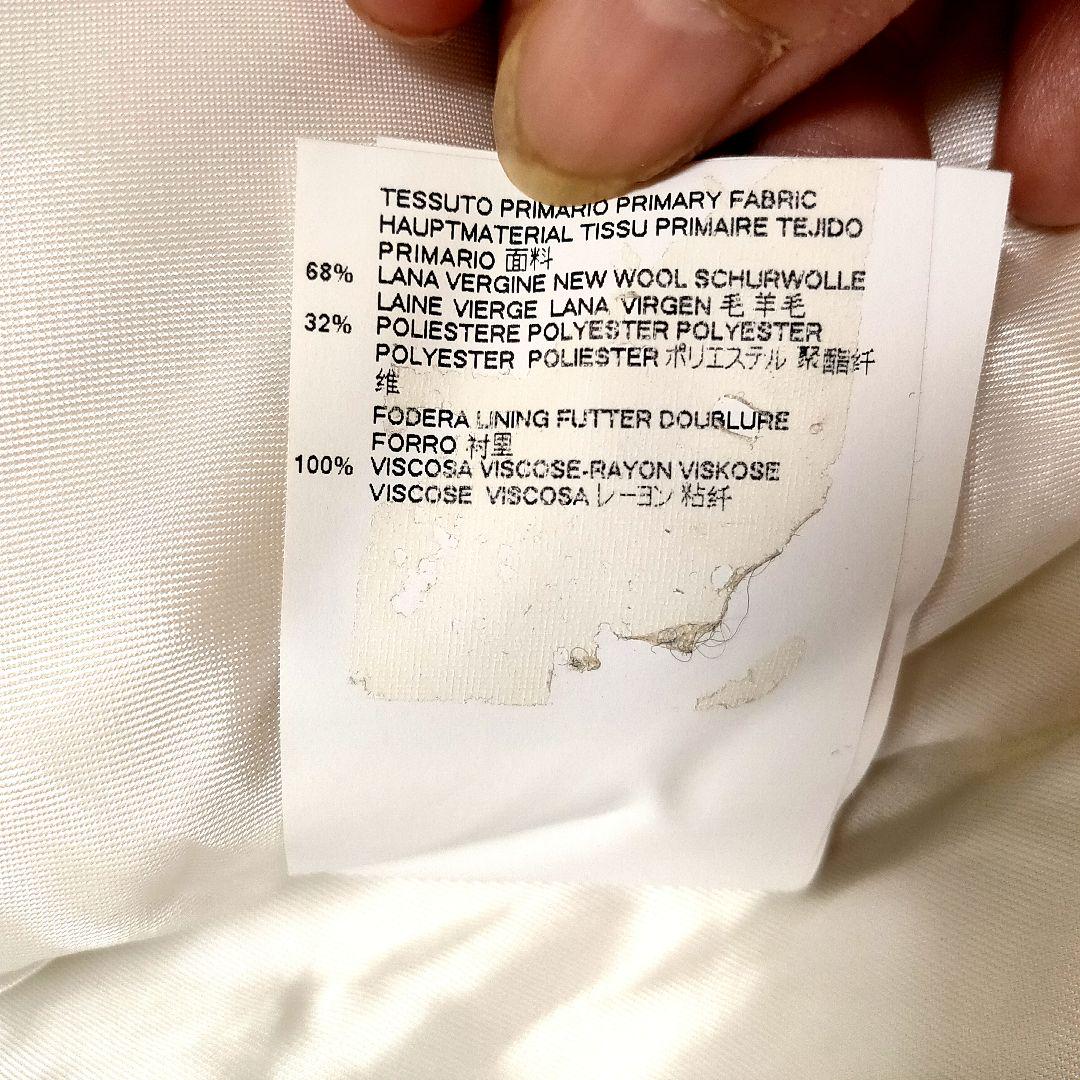 TESSUTO PRIMARIO PRIMARY FABRIC
HAUPTMATERIAL TISSU PRIMAIRE TEJIDO
PRIMARIO 面料
68% LANA VERGINE NEW WOOL SCHURWOLLE
LAINE VIERGE LANA VIRGEN 毛 羊毛
32% POLIESTERE POLYESTER POLYESTER
POLYESTER POLIESTER ポリエステル 聚酯纤
维
FODERA LINING FUTTER DOUBLURE
FORRO 衬里
100% VISCOSA VISCOSE-RAYON VISKOSE
VISCOSE VISCOSA レーヨン 粘纤